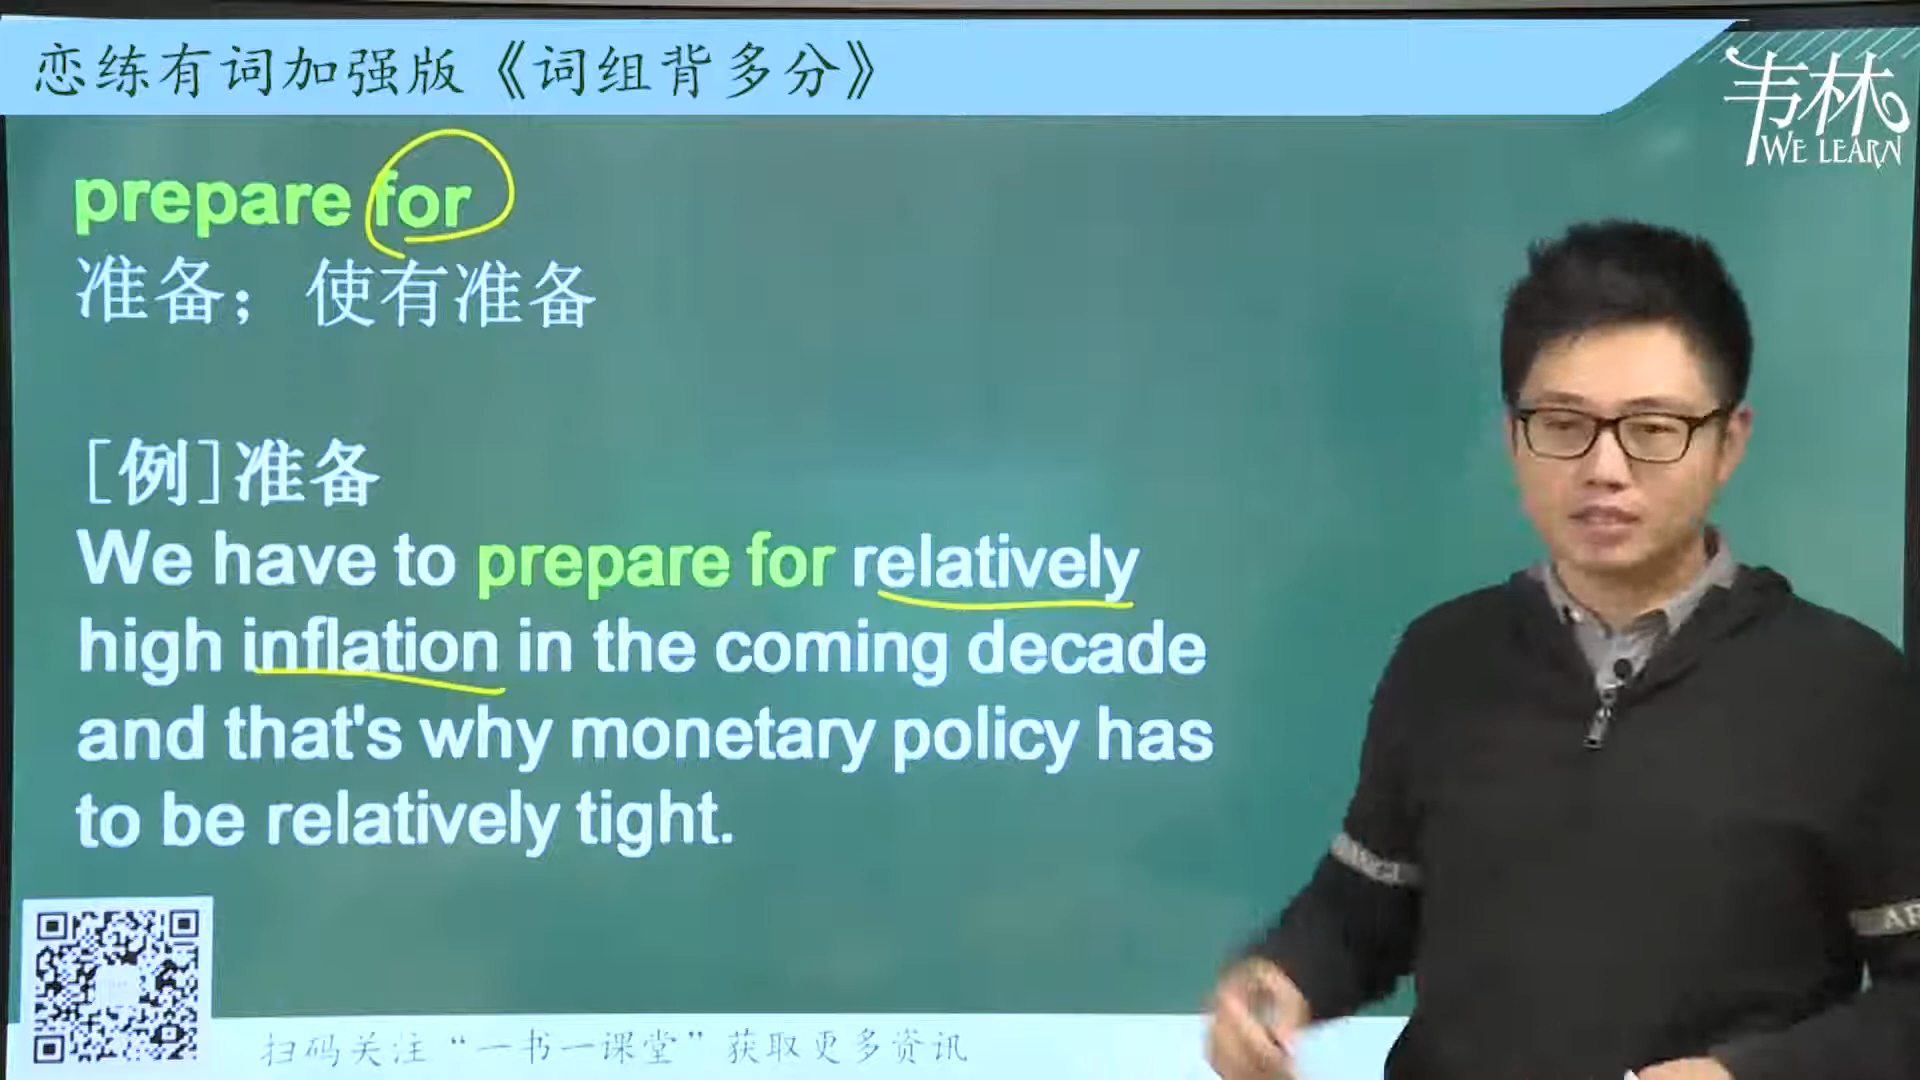 恋练有词加强版《词组背多分》
韦林
WE LEARN
prepare for
准备；使有准备
[例]准备
We have to prepare for relatively
high inflation in the coming decade
and that's why monetary policy has
to be relatively tight.
扫码关注“一书一课堂”获取更多资讯